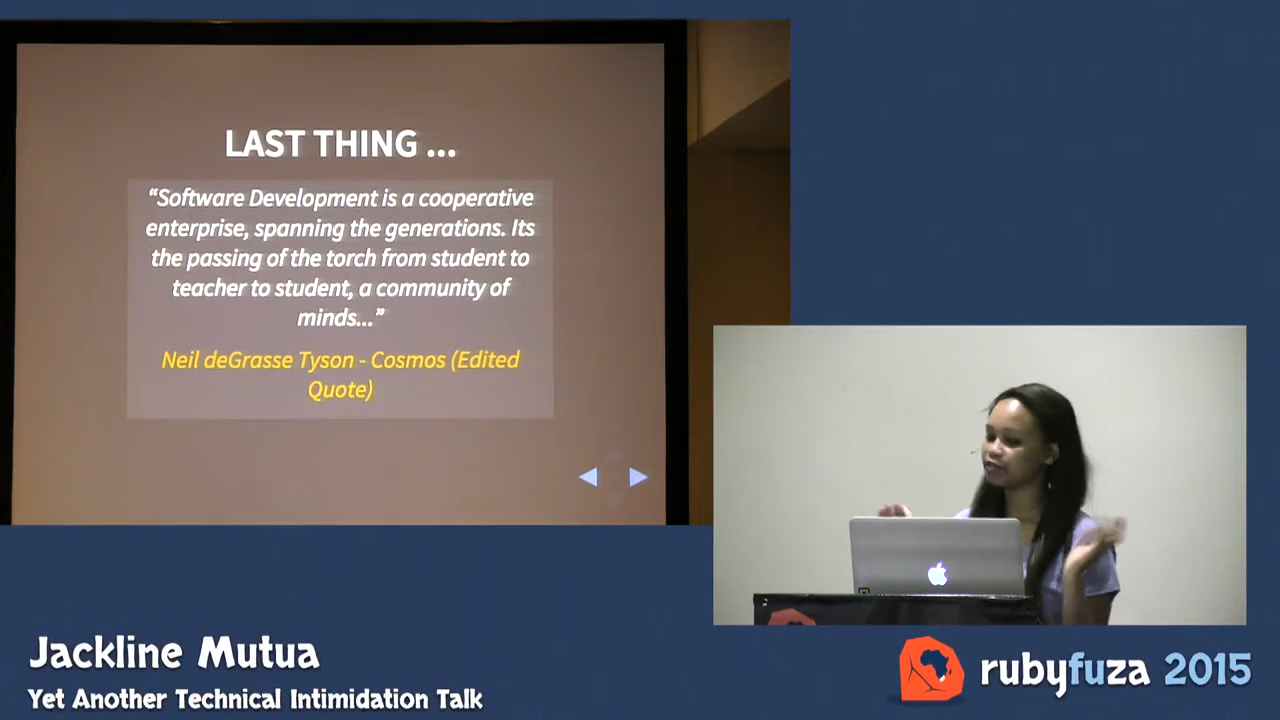 LAST THING ...
“Software Development is a cooperative
enterprise, spanning the generations. Its
the passing of the torch from student to
teacher to student, a community of
minds...”
Neil deGrasse Tyson - Cosmos (Edited
Quote)
Jackline Mutua
Yet Another Technical Intimidation Talk
rubyfuza 2015